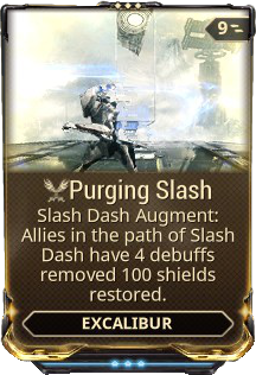 9
Purging Slash
Slash Dash Augment:
Allies in the path of Slash
Dash have 4 debuffs
removed 100 shields
restored.
EXCALIBUR